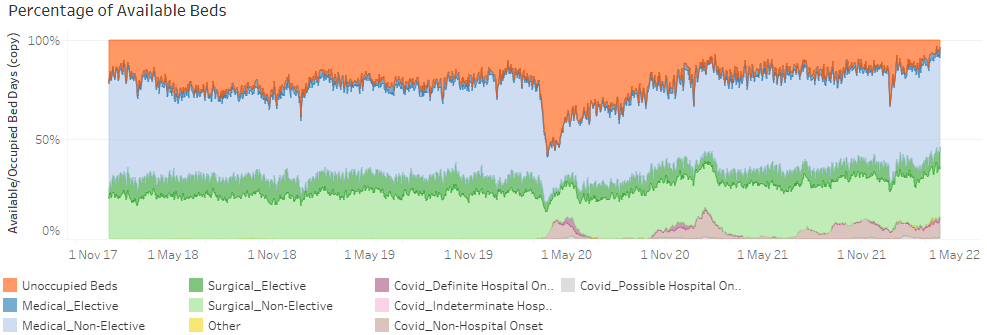 Percentage of Available Beds
Available/Occupied Bed Days (copy)
100%
50%
0%
1 Nov 17 1 May 18 1 Nov 18 1 May 19 1 Nov 19 1 May 20 1 Nov 20 1 May 21 1 Nov 21 1 May 22
Unoccupied Beds Surgical_Elective Covid_Definite Hospital On.. Covid_Possible Hospital On..
Medical_Elective Surgical_Non-Elective Covid_Indeterminate Hosp..
Medical_Non-Elective Other Covid_Non-Hospital Onset